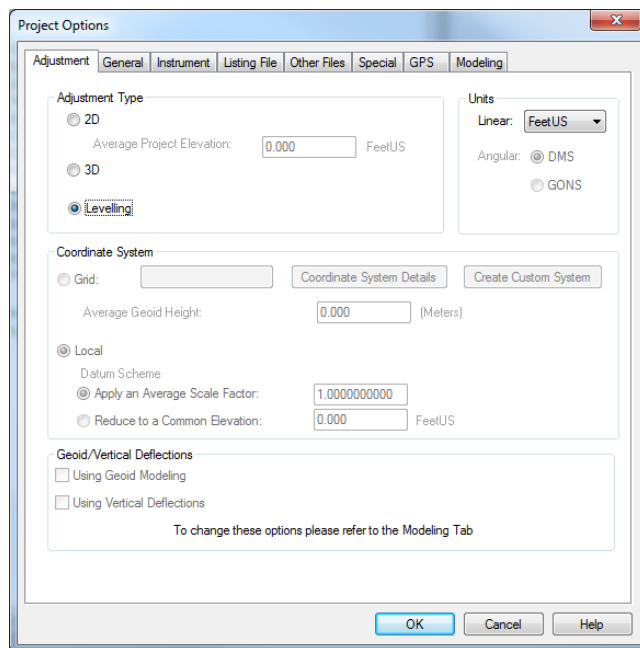 Project Options
Adjustment General Instrument Listing File Other Files Special GPS Modeling
Adjustment Type
2D
Average Project Elevation: 0.000 FeetUS
3D
Levelling
Units
Linear: FeetUS
Angular: DMS
GONS
Coordinate System
Grid: Coordinate System Details Create Custom System
Average Geoid Height: 0.000 (Meters)
Local
Datum Scheme
Apply an Average Scale Factor: 1.0000000000
Reduce to a Common Elevation: 0.000 FeetUS
Geoid/Vertical Deflections
Using Geoid Modeling
Using Vertical Deflections
To change these options please refer to the Modeling Tab
OK Cancel Help